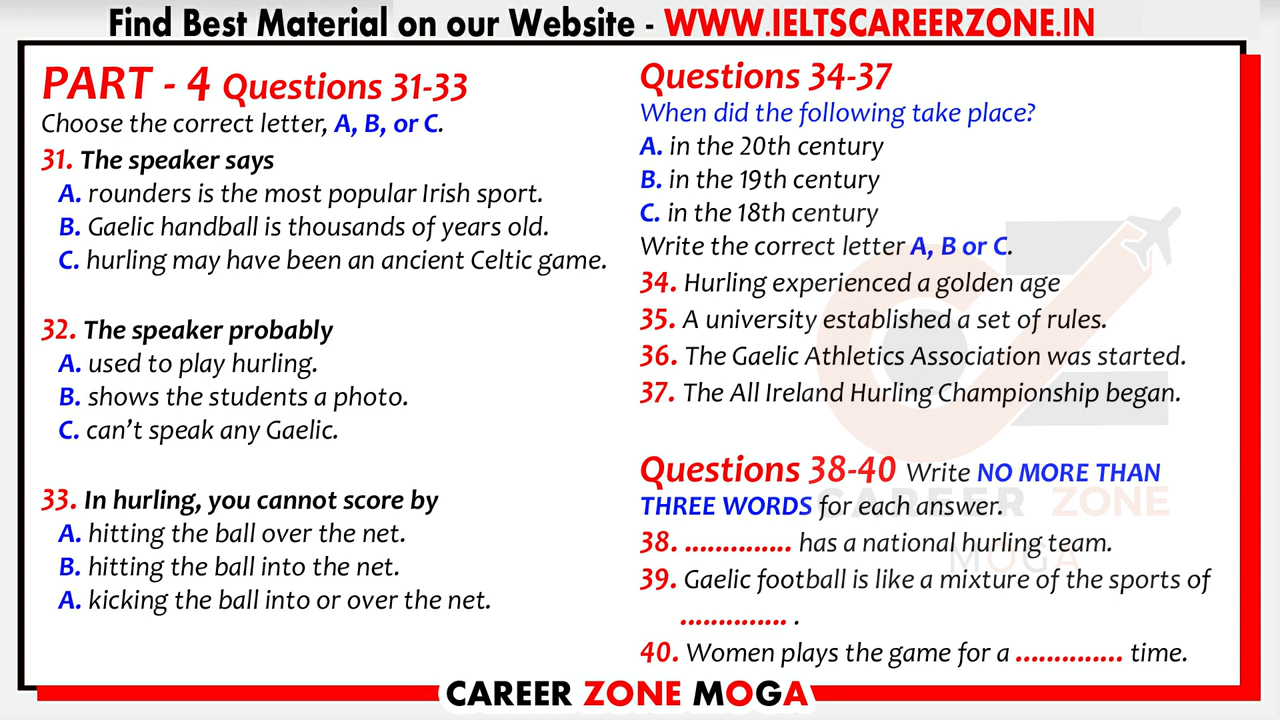 Find Best Material on our Website - WWW.IELTSCAREERZONE.IN
PART - 4 Questions 31-33
Choose the correct letter, A, B, or C.
31. The speaker says
A. rounders is the most popular Irish sport.
B. Gaelic handball is thousands of years old.
C. hurling may have been an ancient Celtic game.
32. The speaker probably
A. used to play hurling.
B. shows the students a photo.
C. can't speak any Gaelic.
33. In hurling, you cannot score by
A. hitting the ball over the net.
B. hitting the ball into the net.
A. kicking the ball into or over the net.
Questions 34-37
When did the following take place?
A. in the 20th century
B. in the 19th century
C. in the 18th century
Write the correct letter A, B or C.
34. Hurling experienced a golden age
35. A university established a set of rules.
36. The Gaelic Athletics Association was started.
37. The All Ireland Hurling Championship began.
Questions 38-40 Write NO MORE THAN
THREE WORDS for each answer.
38. .............. has a national hurling team.
39. Gaelic football is like a mixture of the sports of
.............. .
40. Women plays the game for a .............. time.
CAREER ZONE
MOGA
CAREER ZONE MOGA